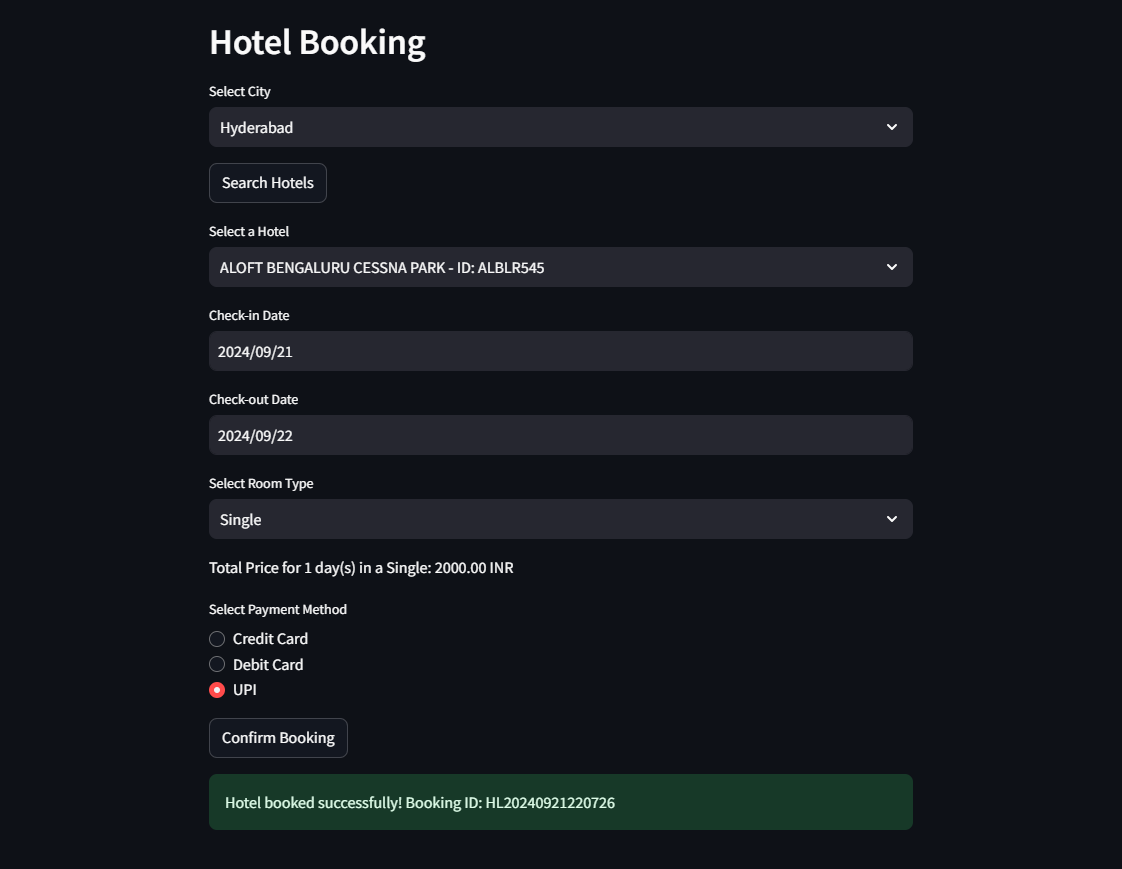 Hotel Booking
Select City
Hyderabad
Search Hotels
Select a Hotel
ALOFT BENGALURU CESSNA PARK - ID: ALBLR545
Check-in Date
2024/09/21
Check-out Date
2024/09/22
Select Room Type
Single
Total Price for 1 day(s) in a Single: 2000.00 INR
Select Payment Method
Credit Card
Debit Card
UPI
Confirm Booking
Hotel booked successfully! Booking ID: HL20240921220726